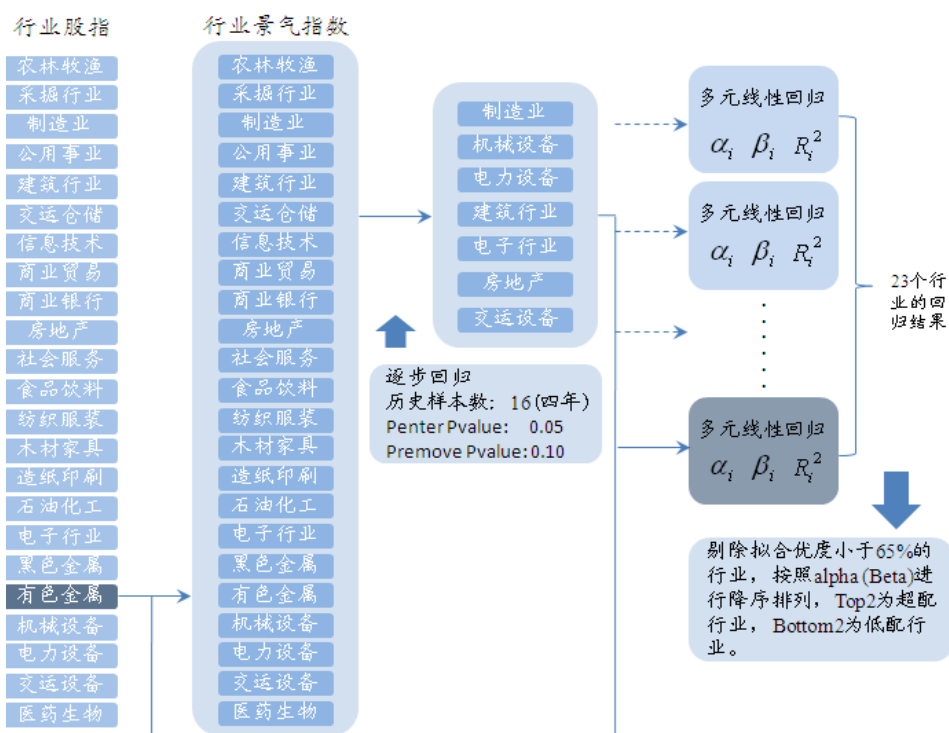 行业股指
农林牧渔
采掘行业
制造业
公用事业
建筑行业
交运仓储
信息技术
商业贸易
商业银行
房地产
社会服务
食品饮料
纺织服装
木材家具
造纸印刷
石油化工
电子行业
黑色金属
有色金属
机械设备
电力设备
交运设备
医药生物
行业景气指数
农林牧渔
采掘行业
制造业
公用事业
建筑行业
交运仓储
信息技术
商业贸易
商业银行
房地产
社会服务
食品饮料
纺织服装
木材家具
造纸印刷
石油化工
电子行业
黑色金属
有色金属
机械设备
电力设备
交运设备
医药生物
制造业
机械设备
电力设备
建筑行业
电子行业
房地产
交运设备
逐步回归
历史样本数: 16(四年)
Penter Pvalue: 0.05
Premove Pvalue:0.10
多元线性回归
αi βi Ri²
多元线性回归
αi βi Ri²
多元线性回归
αi βi Ri²
23个行
业的回
归结果
剔除拟合优度小于65%的
行业，按照alpha (Beta)进
行降序排列，Top2为超配
行业，Bottom2为低配行
业。